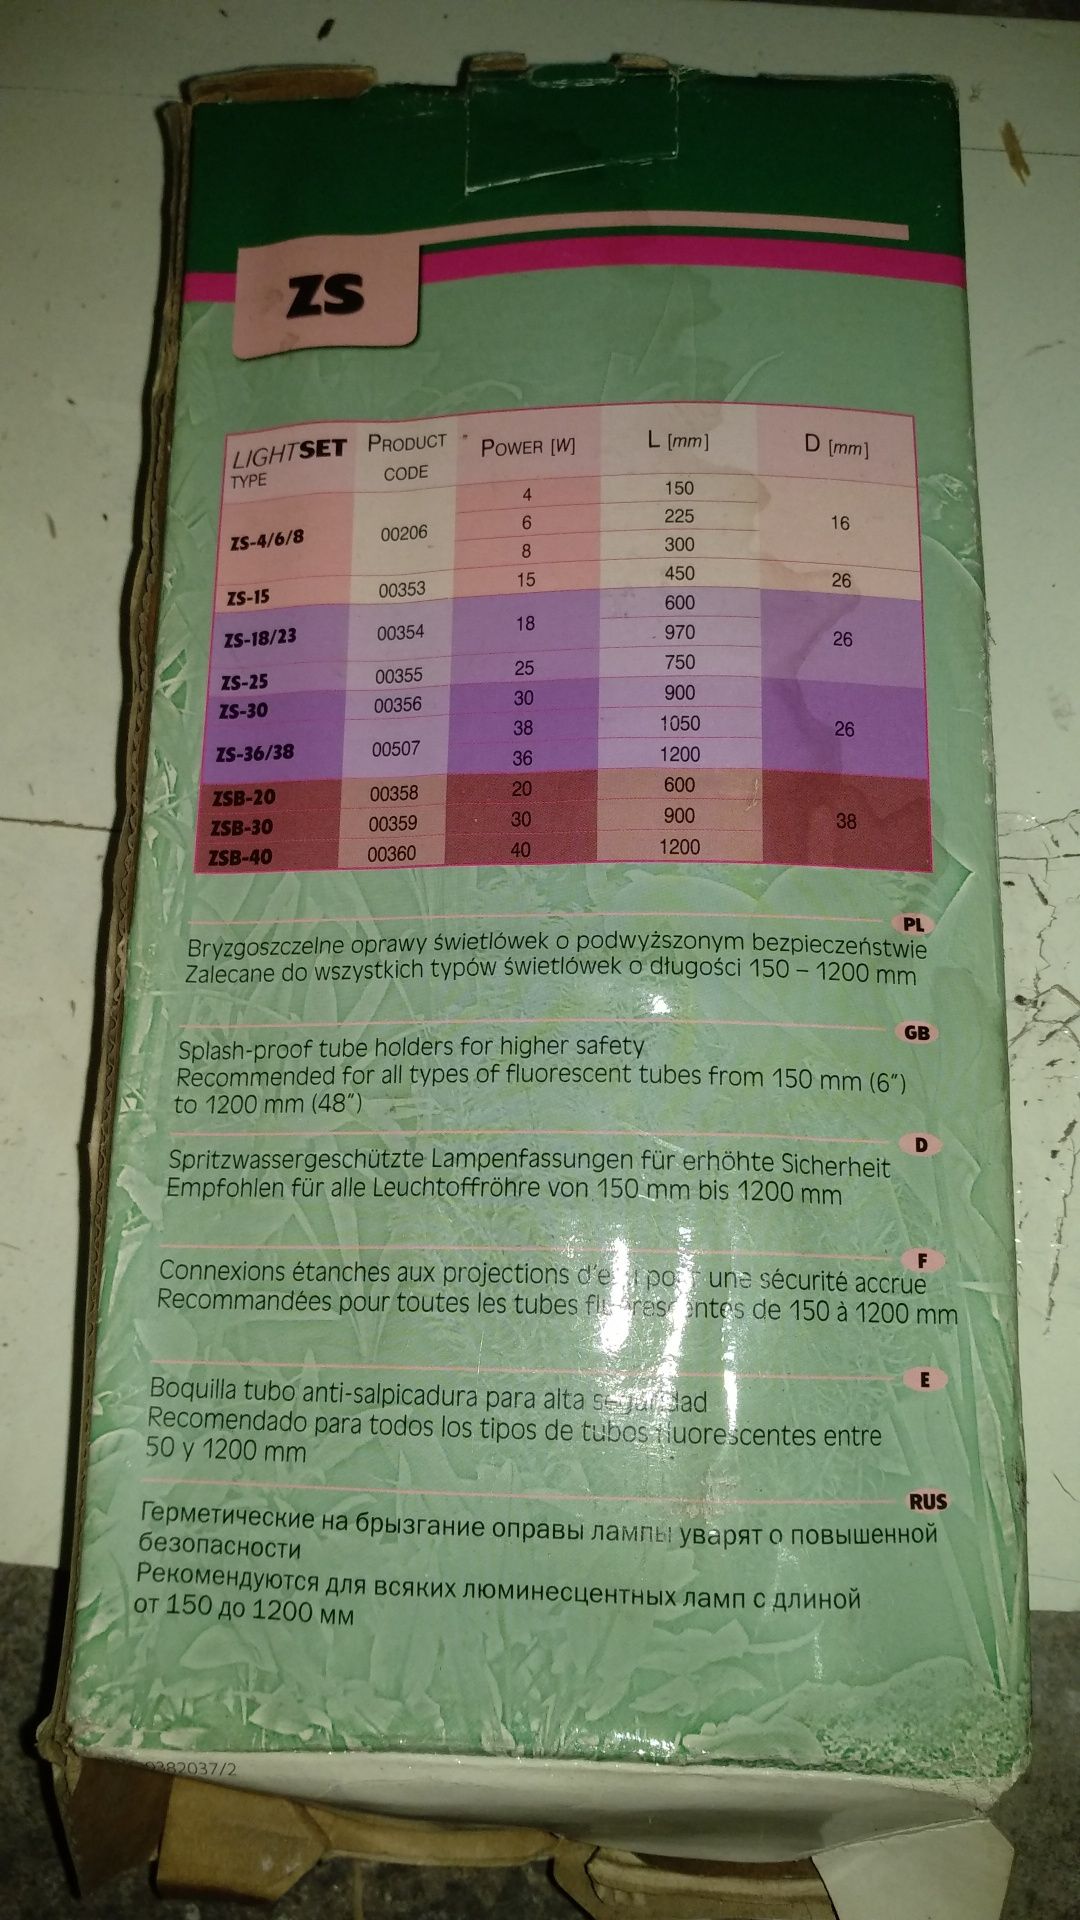 ZS
LIGHTSET TYPE PRODUCT CODE POWER [W] L [mm] D [mm]
ZS-4/6/8 00206 4 150 16
6 225
8 300
ZS-15 00353 15 450 26
ZS-18/23 00354 18 600 26
970
ZS-25 00355 25 750
ZS-30 00356 30 900 26
ZS-36/38 00507 38 1050
36 1200
ZSB-20 00358 20 600 38
ZSB-30 00359 30 900
ZSB-40 00360 40 1200
PL
Bryzgoszczelne oprawy świetlówek o podwyższonym bezpieczeństwie
Zalecane do wszystkich typów świetlówek o długości 150 – 1200 mm
GB
Splash-proof tube holders for higher safety
Recommended for all types of fluorescent tubes from 150 mm (6")
to 1200 mm (48")
D
Spritzwassergeschützte Lampenfassungen für erhöhte Sicherheit
Empfohlen für alle Leuchtoffröhre von 150 mm bis 1200 mm
F
Connexions étanches aux projections une sécurité accrue
Recommandées pour toutes les tubes de 150 à 1200 mm
E
Boquilla tubo anti-salpicadura para alta
Recomendado para todos los tipos de tubos fluorescentes entre
50 y 1200 mm
RUS
Герметические на брызгание оправы лампы уварят о повышенной
безопасности
Рекомендуются для всяких люминесцентных ламп с длиной
от 150 до 1200 мм
9382037/2